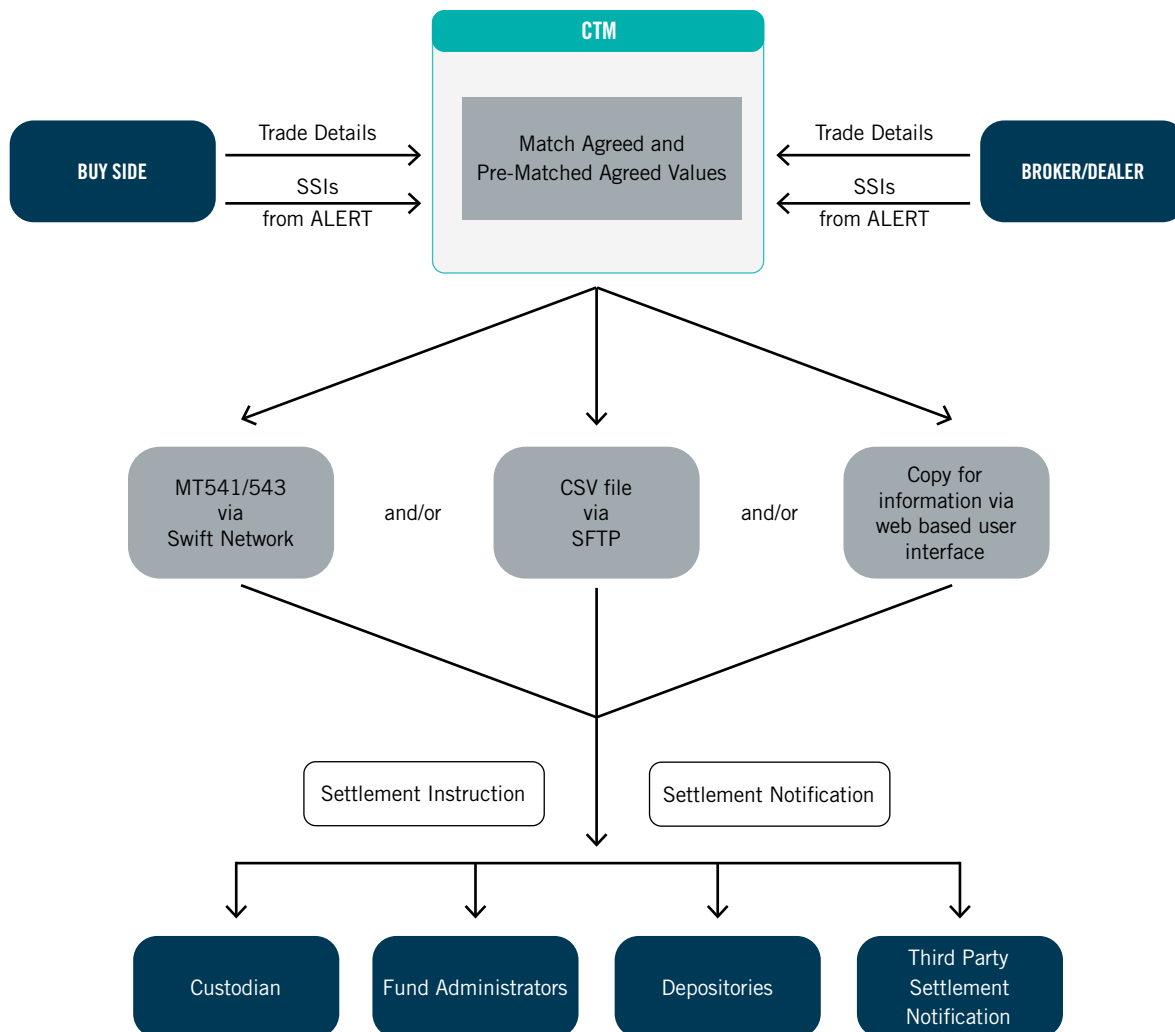 CTM
Trade Details
Trade Details
BUY SIDE
Match Agreed and
Pre-Matched Agreed Values
BROKER/DEALER
SSIs
from ALERT
SSIs
from ALERT
MT541/543
via
Swift Network
and/or
CSV file
via
SFTP
and/or
Copy for
information via
web based user
interface
Settlement Instruction
Settlement Notification
Custodian
Fund Administrators
Depositories
Third Party
Settlement
Notification